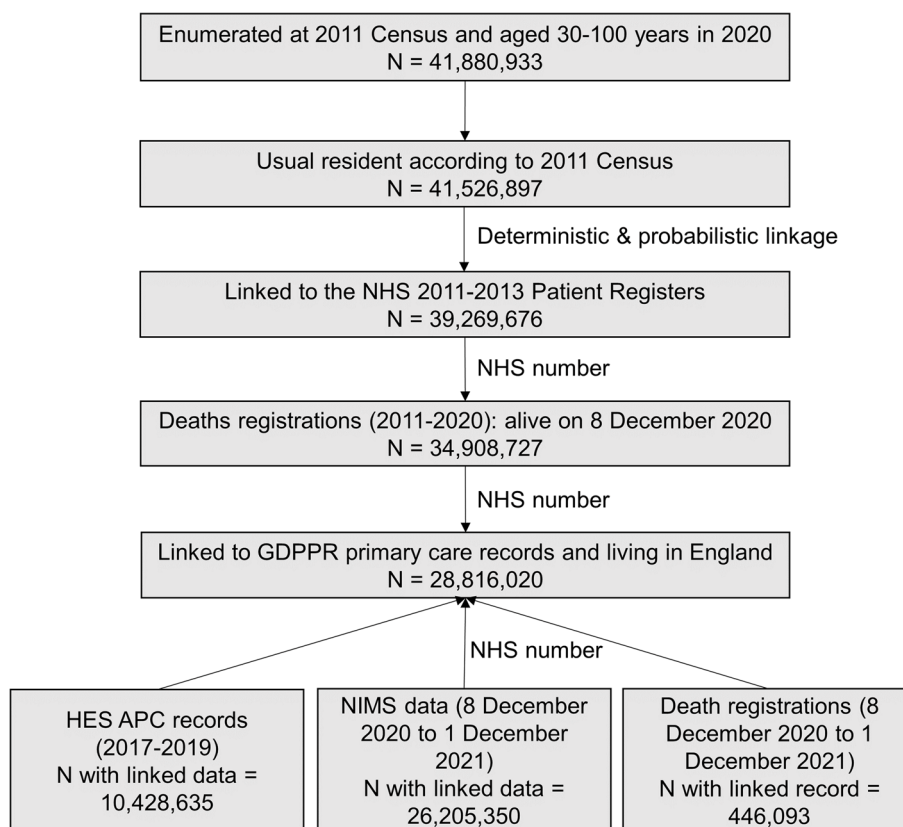 Enumerated at 2011 Census and aged 30-100 years in 2020
N = 41,880,933
Usual resident according to 2011 Census
N = 41,526,897
Deterministic & probabilistic linkage
Linked to the NHS 2011-2013 Patient Registers
N = 39,269,676
NHS number
Deaths registrations (2011-2020): alive on 8 December 2020
N = 34,908,727
NHS number
Linked to GDPPR primary care records and living in England
N = 28,816,020
NHS number
HES APC records
(2017-2019)
N with linked data =
10,428,635
NIMS data (8 December
2020 to 1 December
2021)
N with linked data =
26,205,350
Death registrations (8
December 2020 to 1
December 2021)
N with linked record =
446,093